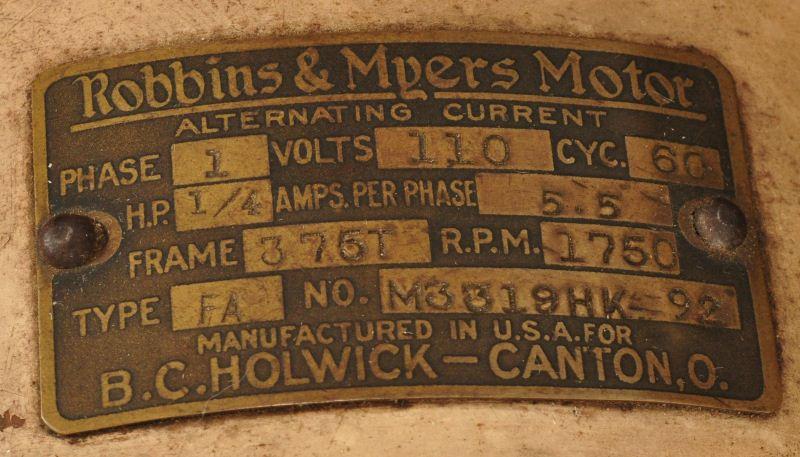 Robbins & Myers Motor
ALTERNATING CURRENT
PHASE 1 VOLTS 110 CYC. 60
H.P. 1/4 AMPS. PER PHASE 5.5
FRAME 375T R.P.M. 1750
TYPE FA NO. M3319HK-92
MANUFACTURED IN U.S.A. FOR
B.C. HOLWICK - CANTON, O.